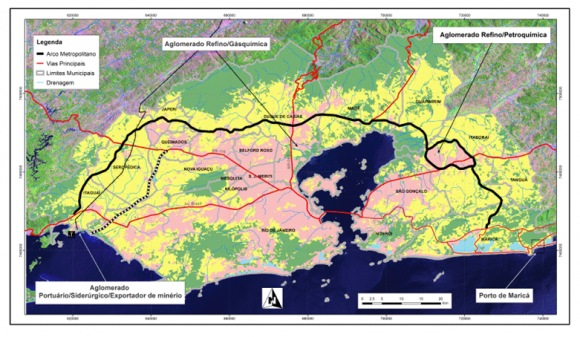 Aglomerado Refino/Gásquímica
Aglomerado Refino/Petroquímica
Legenda
Arco Metropolitano
Vias Principais
Limites Municipais
Drenagem
GUAPIMIRIM
MAGÉ
JAPERI
DUQUE DE CAXIAS
QUEIMADOS
ITABORAÍ
BELFORD ROXO
SEROPÉDICA
NOVA IGUAÇU
MESQUITA
S. J. MERITI
TANGUÁ
NILÓPOLIS
ITAGUAÍ
SÃO GONÇALO
RIO DE JANEIRO
NITERÓI
MARICÁ
Aglomerado
Portuário/Siderúrgico/Exportador de minério
Porto de Maricá
N
0 2,5 5 10 15 20
Km